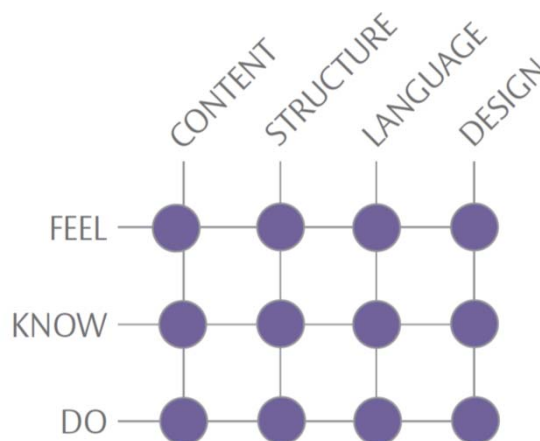 CONTENT
STRUCTURE
LANGUAGE
DESIGN
FEEL
KNOW
DO